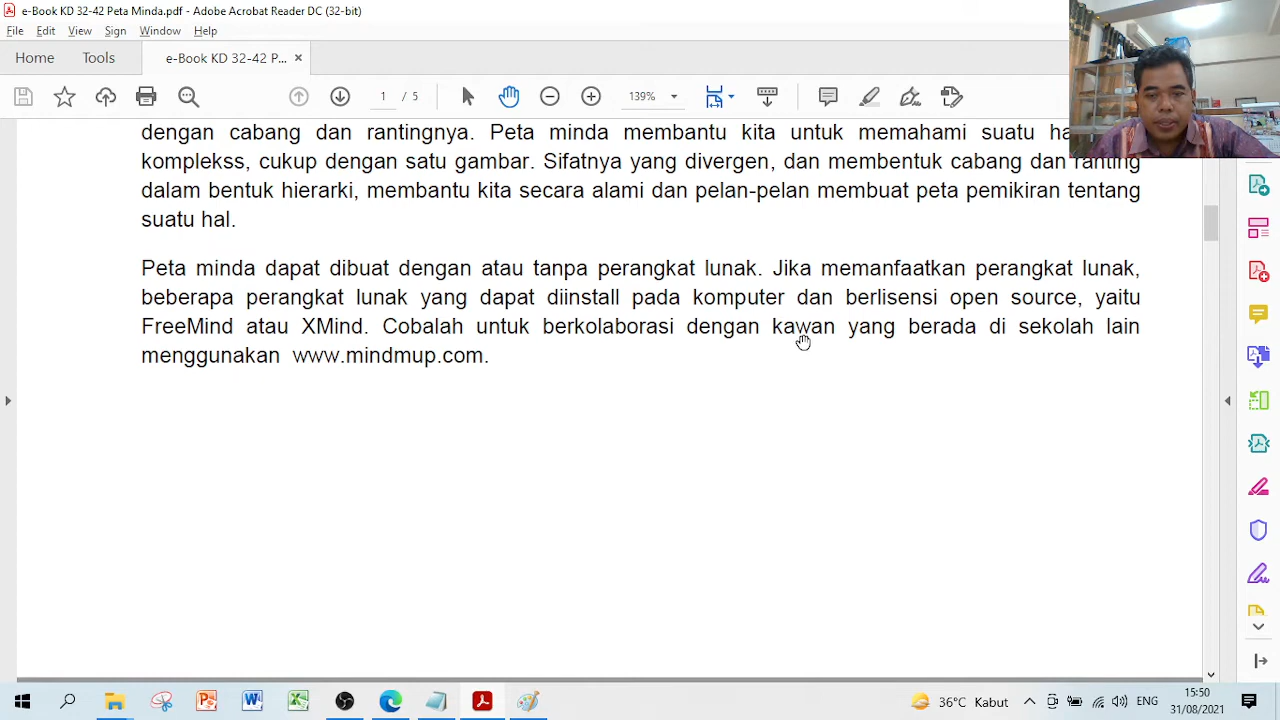 e-Book KD 32-42 Peta Minda.pdf - Adobe Acrobat Reader DC (32-bit)
File Edit View Sign Window Help
Home Tools e-Book KD 32-42 P... ×
1 / 5 139%
dengan cabang dan rantingnya. Peta minda membantu kita untuk memahami suatu
komplekss, cukup dengan satu gambar. Sifatnya yang divergen, dan membentuk cabang dan ranting
dalam bentuk hierarki, membantu kita secara alami dan pelan-pelan membuat peta pemikiran tentang
suatu hal.
Peta minda dapat dibuat dengan atau tanpa perangkat lunak. Jika memanfaatkan perangkat lunak,
beberapa perangkat lunak yang dapat diinstall pada komputer dan berlisensi open source, yaitu
FreeMind atau XMind. Cobalah untuk berkolaborasi dengan kawan yang berada di sekolah lain
menggunakan www.mindmup.com.
36°C Kabut ENG
15:50
31/08/2021